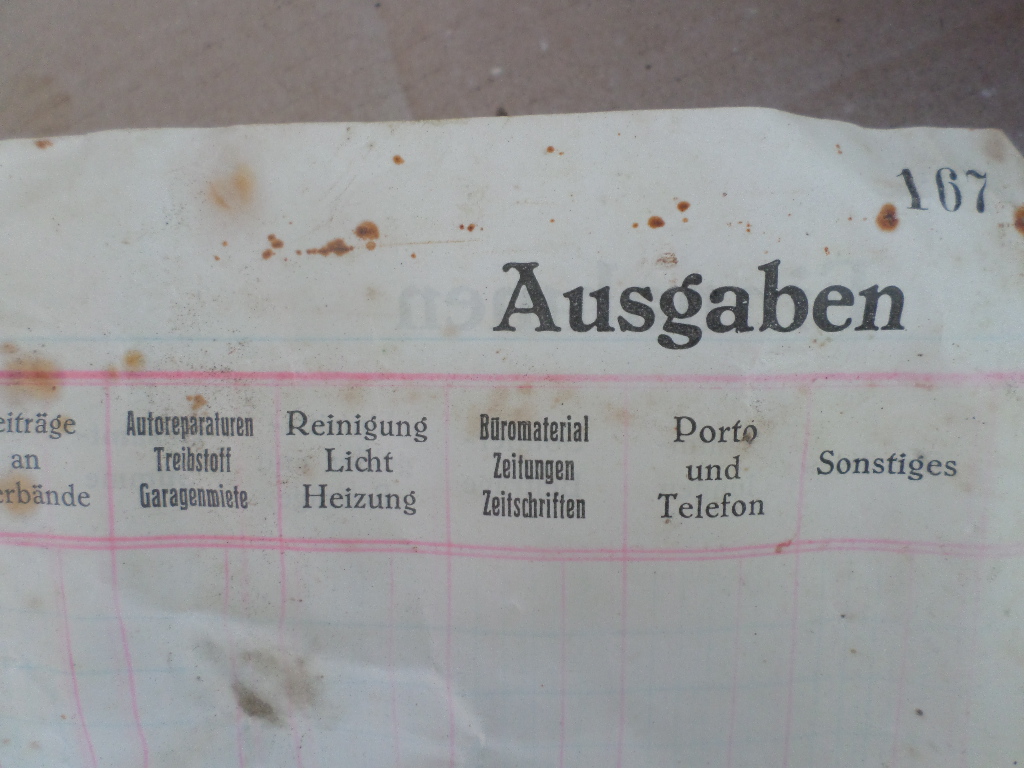 167
Ausgaben
eiträge
an
erbände
Autoreparaturen
Treibstoff
Garagenmiete
Reinigung
Licht
Heizung
Büromaterial
Zeitungen
Zeitschriften
Porto
und
Telefon
Sonstiges